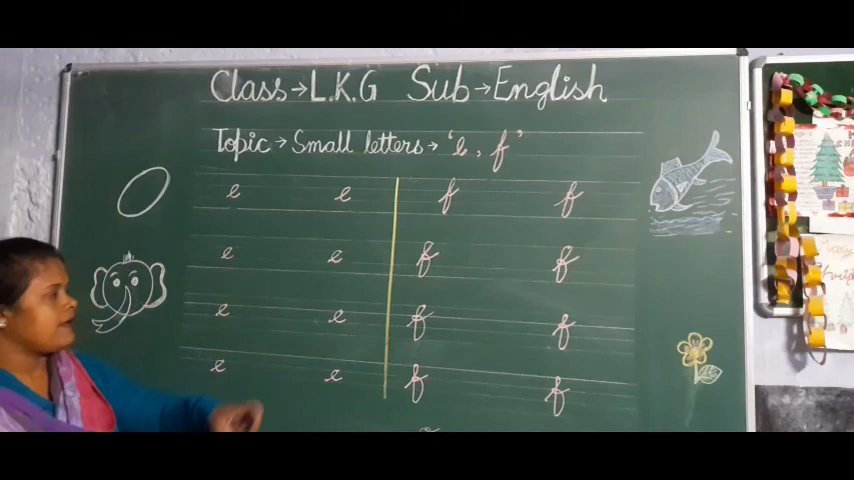 Class→L.K.G Sub→English
Topic→Small letters→'e, f'
e e f f
e e f f
e e f f
e e f f